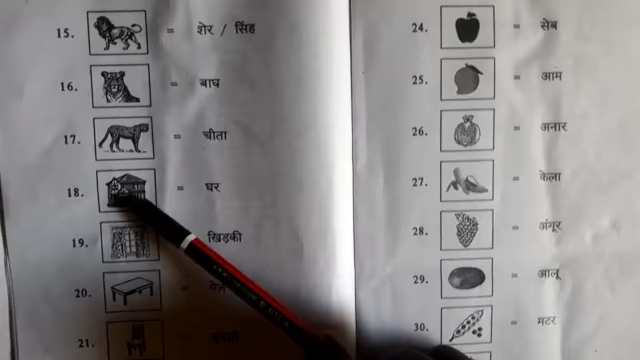 15. = शेर / सिंह
16. = बाघ
17. = चीता
18. = घर
19. खिड़की
20. =
21.
24. = सेब
25. = आम
26. = अनार
27. = केला
28. = अंगूर
29. = आलू
30. = मटर